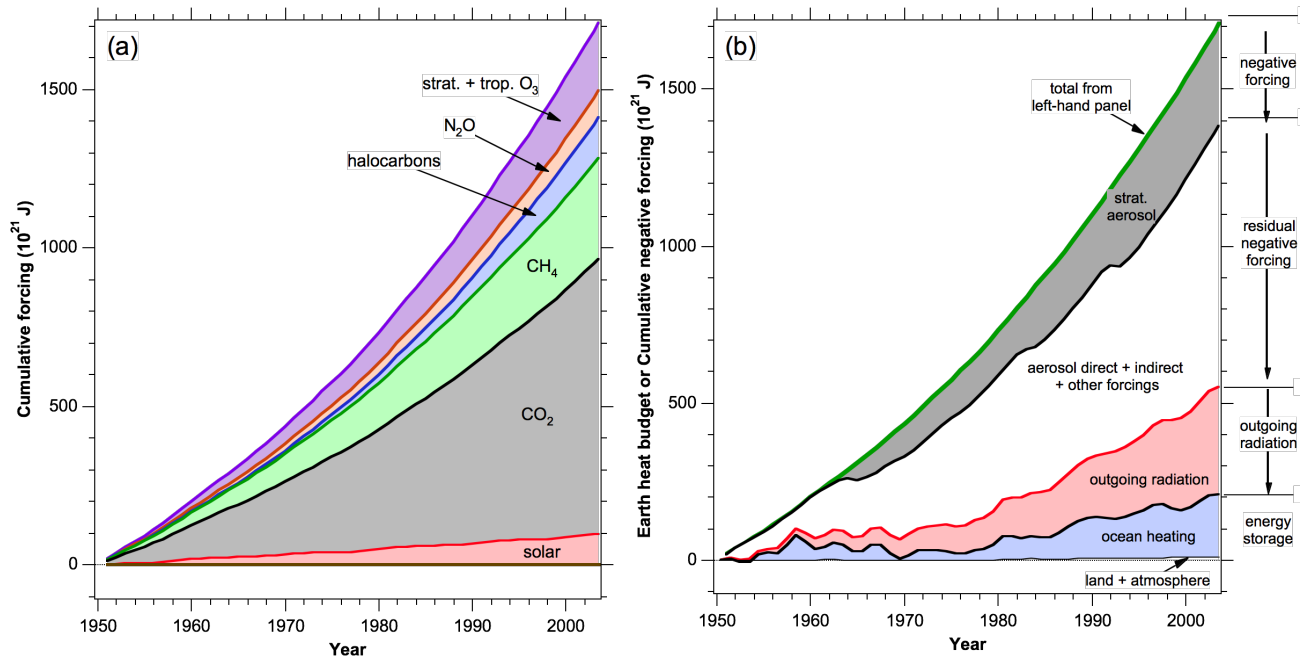 (a)
strat. + trop. O3
N2O
halocarbons
CH4
CO2
solar
1500
1000
500
0
Cumulative forcing (10^21 J)
1950 1960 1970 1980 1990 2000
Year
(b)
total from
left-hand panel
strat.
aerosol
aerosol direct + indirect
+ other forcings
outgoing radiation
ocean heating
land + atmosphere
1500
1000
500
0
Earth heat budget or Cumulative negative forcing (10^21 J)
1950 1960 1970 1980 1990 2000
Year
negative
forcing
residual
negative
forcing
outgoing
radiation
energy
storage